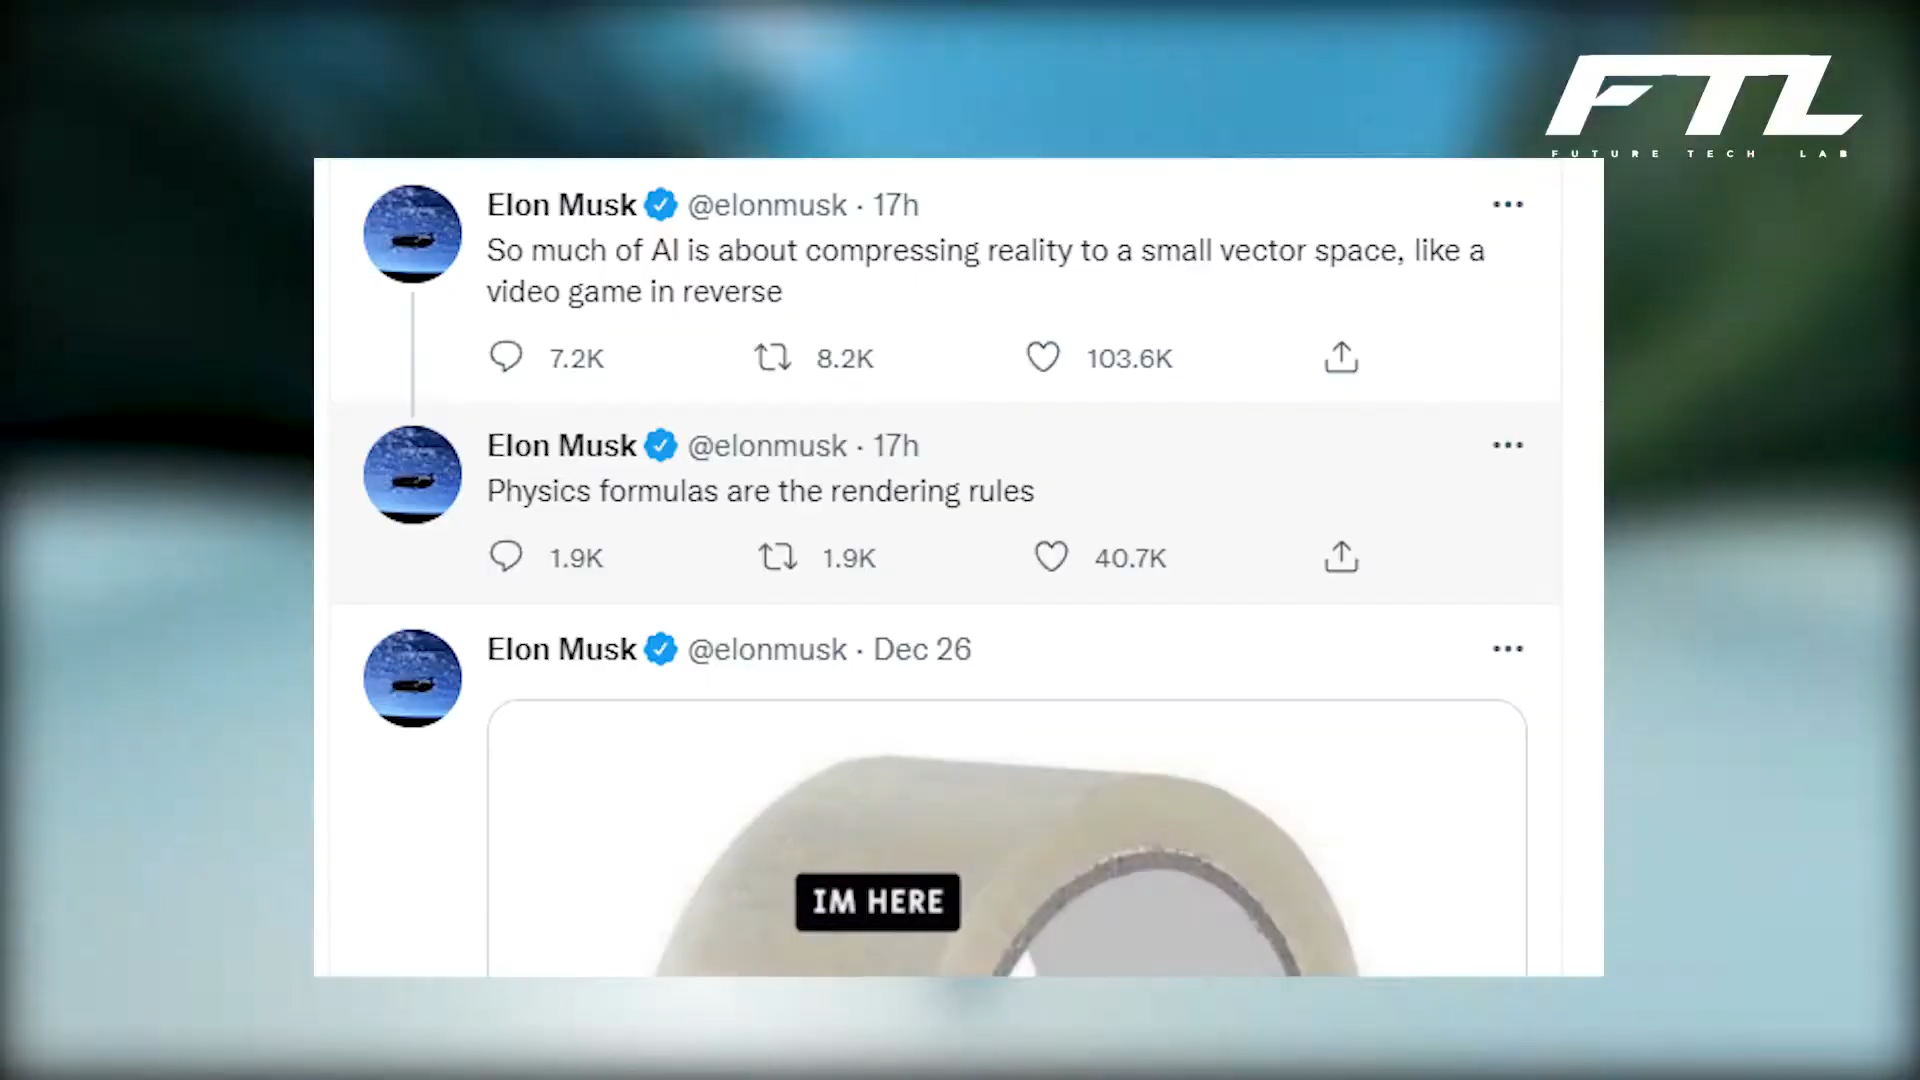 FTL
FUTURE TECH LAB
Elon Musk @elonmusk · 17h
So much of AI is about compressing reality to a small vector space, like a
video game in reverse
7.2K 8.2K 103.6K
Elon Musk @elonmusk · 17h
Physics formulas are the rendering rules
1.9K 1.9K 40.7K
Elon Musk @elonmusk · Dec 26
IM HERE